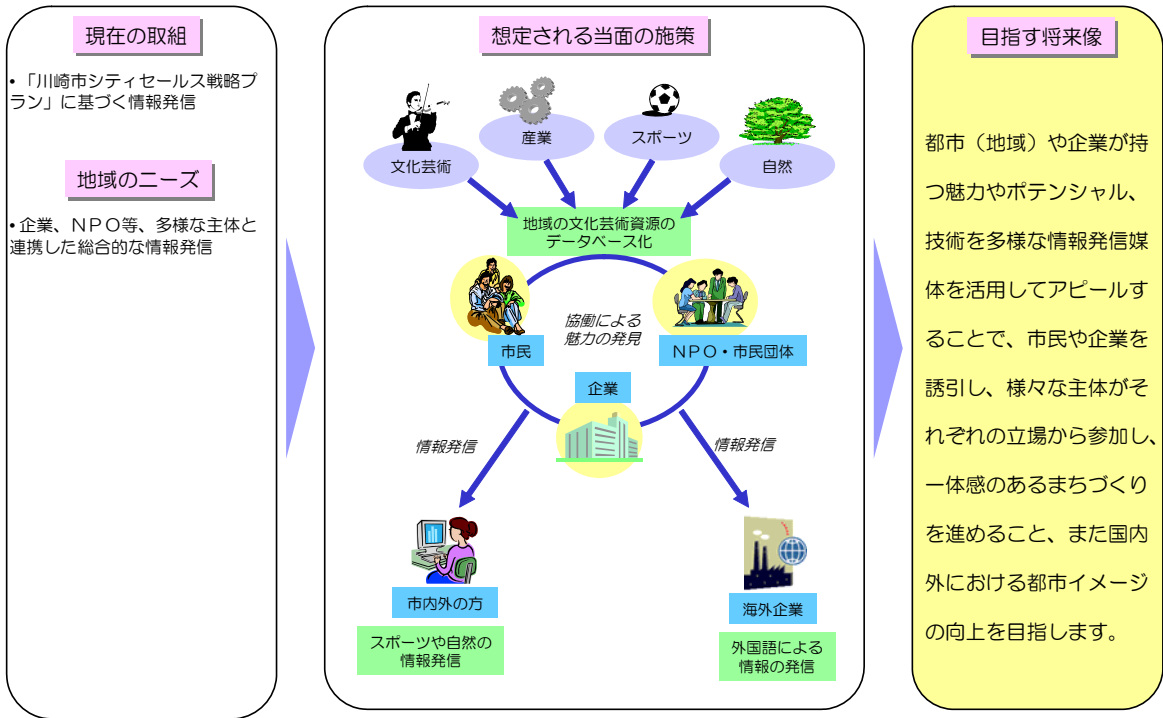 現在の取組
•「川崎市シティセールス戦略プ
ラン」に基づく情報発信
地域のニーズ
•企業、NPO等、多様な主体と
連携した総合的な情報発信
想定される当面の施策
文化芸術
産業
スポーツ
自然
地域の文化芸術資源の
データベース化
市民
協働による
魅力の発見
NPO・市民団体
企業
情報発信
情報発信
市内外の方
スポーツや自然の
情報発信
海外企業
外国語による
情報の発信
目指す将来像
都市（地域）や企業が持
つ魅力やポテンシャル、
技術を多様な情報発信媒
体を活用してアピールす
ることで、市民や企業を
誘引し、様々な主体がそ
れぞれの立場から参加し、
一体感のあるまちづくり
を進めること、また国内
外における都市イメージ
の向上を目指します。